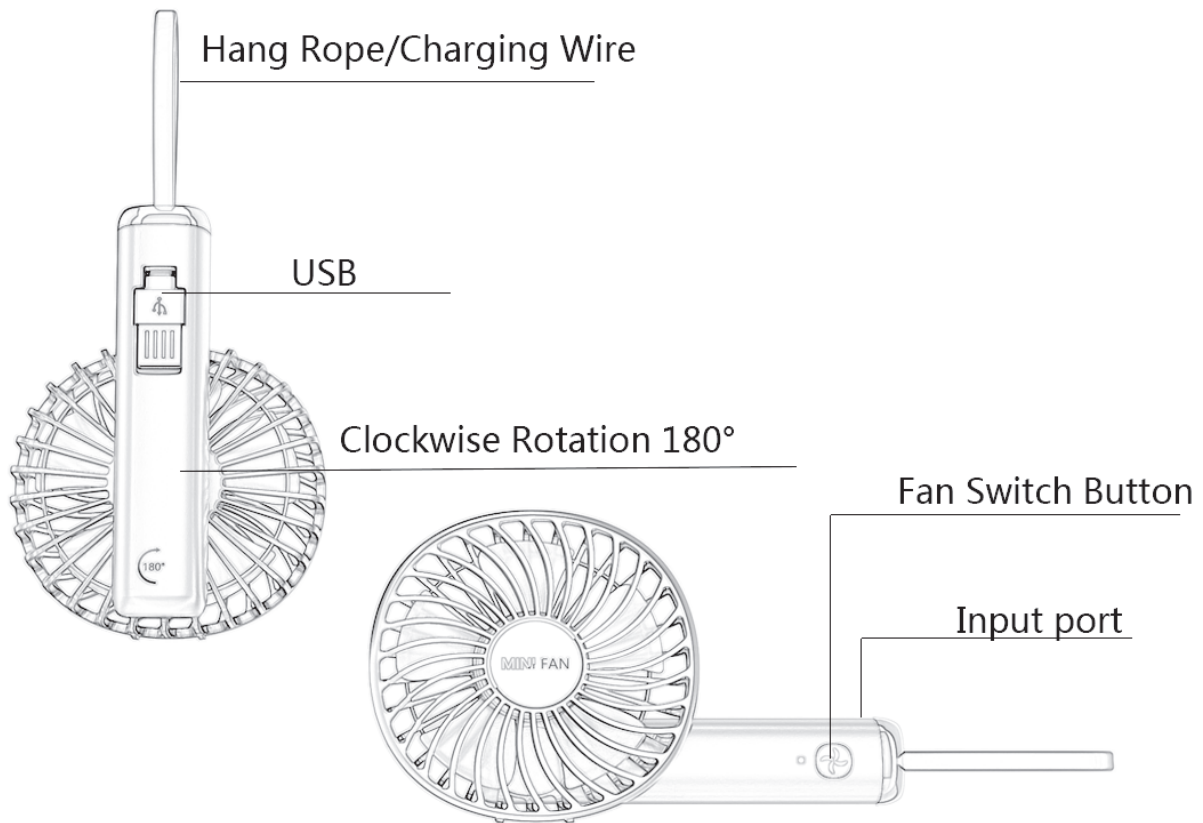 Hang Rope/Charging Wire
USB
Clockwise Rotation 180°
180°
Fan Switch Button
Input port
MINI FAN